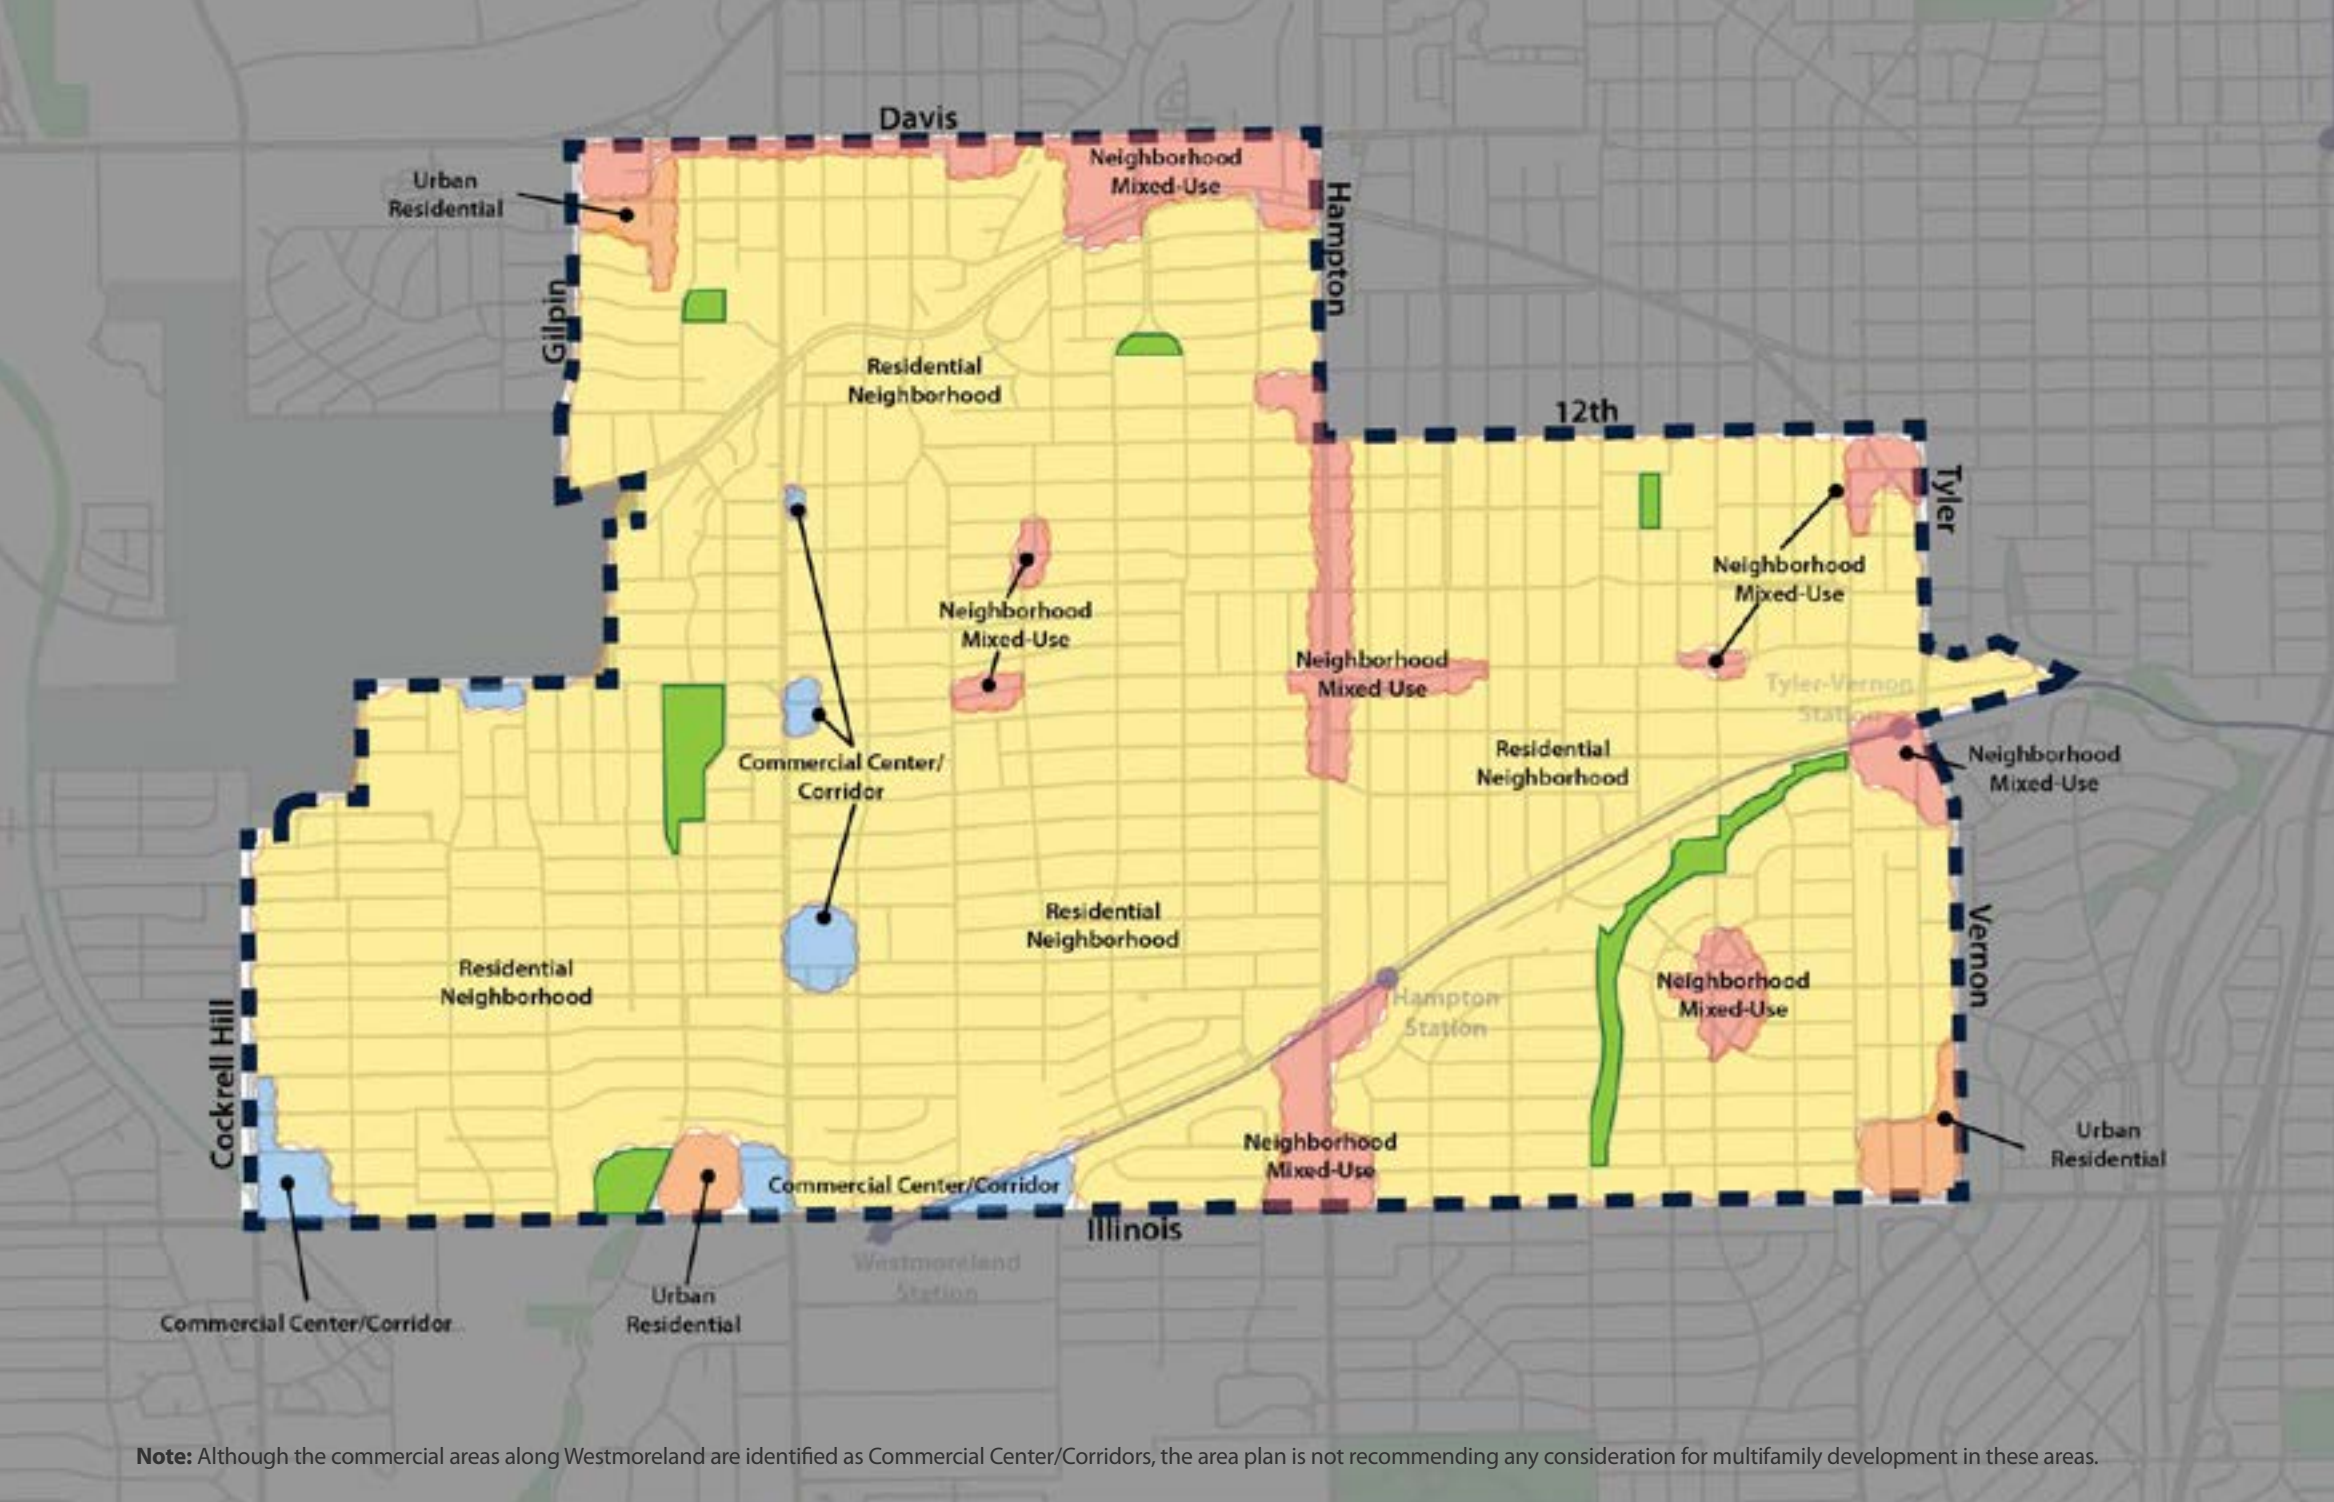 Davis
Neighborhood
Mixed-Use
Urban
Residential
Hampton
Gilpin
Residential
Neighborhood
12th
Tyler
Neighborhood
Mixed-Use
Neighborhood
Mixed-Use
Neighborhood
Mixed Use
Tyler-Vernon
Station
Residential
Neighborhood
Neighborhood
Mixed-Use
Commercial Center/
Corridor
Residential
Neighborhood
Vernon
Residential
Neighborhood
Neighborhood
Mixed-Use
Hampton
Station
Cockrell Hill
Neighborhood
Mixed-Use
Urban
Residential
Commercial Center/Corridor
Illinois
Westmoreland
Station
Urban
Residential
Commercial Center/Corridor
Note: Although the commercial areas along Westmoreland are identified as Commercial Center/Corridors, the area plan is not recommending any consideration for multifamily development in these areas.